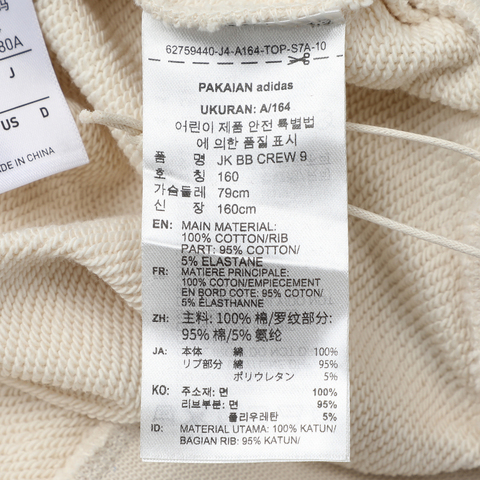 80A
J
US D
MADE IN CHINA
62759440-J4-A164-TOP-S7A-10
PAKAIAN adidas
UKURAN: A/164
어린이 제품 안전 특별법
에 의한 품질 표시
품 명 JK BB CREW 9
호 칭 160
가슴둘레 79cm
신 장 160cm
EN: MAIN MATERIAL:
100% COTTON/RIB
PART: 95% COTTON/
5% ELASTANE
FR: MATIERE PRINCIPALE:
100% COTON/EMPIECEMENT
EN BORD COTE: 95% COTON/
5% ELASTHANNE
ZH: 主料: 100% 棉/罗纹部分:
95% 棉/5% 氨纶
JA: 本体 綿 100%
リブ部分 綿 95%
ポリウレタン 5%
KO: 주소재: 면 100%
리브부분: 면 95%
폴리우레탄 5%
ID: MATERIAL UTAMA: 100% KATUN/
BAGIAN RIB: 95% KATUN/